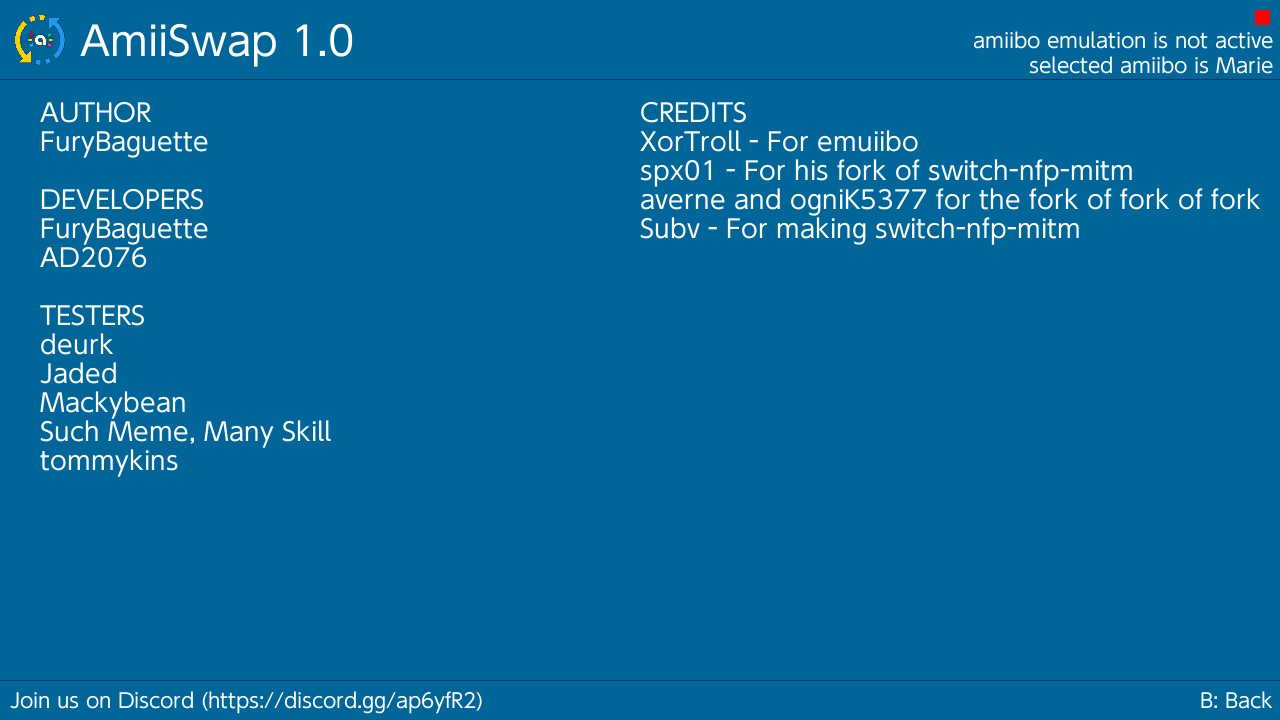 AmiiSwap 1.0
amiibo emulation is not active
selected amiibo is Marie
AUTHOR
FuryBaguette
DEVELOPERS
FuryBaguette
AD2076
TESTERS
deurk
Jaded
Mackybean
Such Meme, Many Skill
tommykins
CREDITS
XorTroll - For emuiibo
spx01 - For his fork of switch-nfp-mitm
averne and ogniK5377 for the fork of fork of fork
Subv - For making switch-nfp-mitm
Join us on Discord (https://discord.gg/ap6yfR2)
B: Back